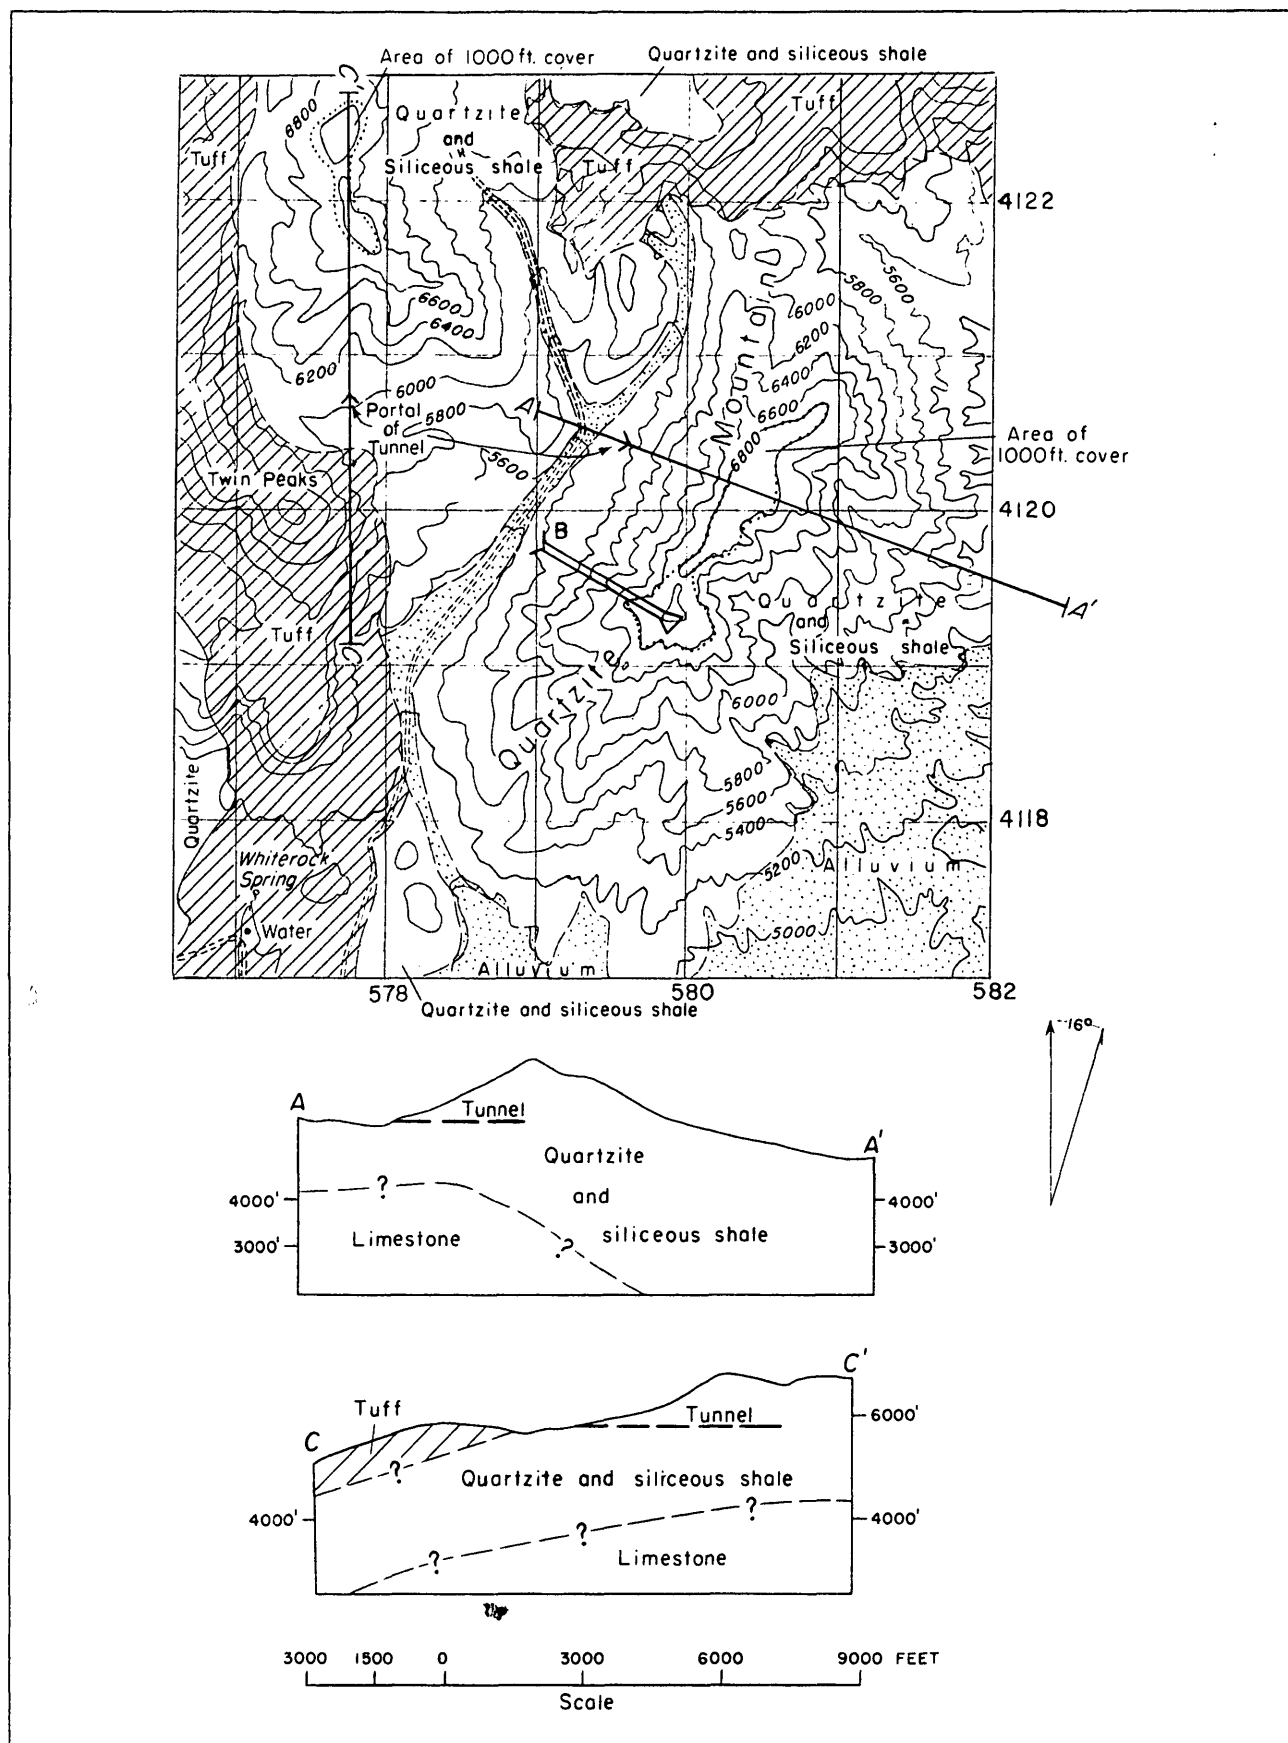 Area of 1000 ft. cover
Quartzite and siliceous shale
C'
6800
Quartzite
and
Siliceous shale
Tuff
Tuff
Tuff
4122
Mountain
5600
5800
6000
6200
6400
6600
6800
6600
6400
6200
6000
5800
Portal
of
Tunnel
A
5600
Area of
1000 ft. cover
Twin Peaks
4120
B
A'
Quartzite
and
Siliceous shale
Tuff
C
Quartzite
6000
5800
5600
5400
5200
5000
4118
Quartzite
Whiterock
Spring
Water
Alluvium
Alluvium
578
580
582
Quartzite and siliceous shale
16°
A
Tunnel
A'
Quartzite
and
siliceous shale
4000'
3000'
?
?
Limestone
4000'
3000'
C'
Tuff
C
Tunnel
6000'
?
Quartzite and siliceous shale
4000'
?
?
?
4000'
Limestone
3000 1500 0 3000 6000 9000 FEET
Scale